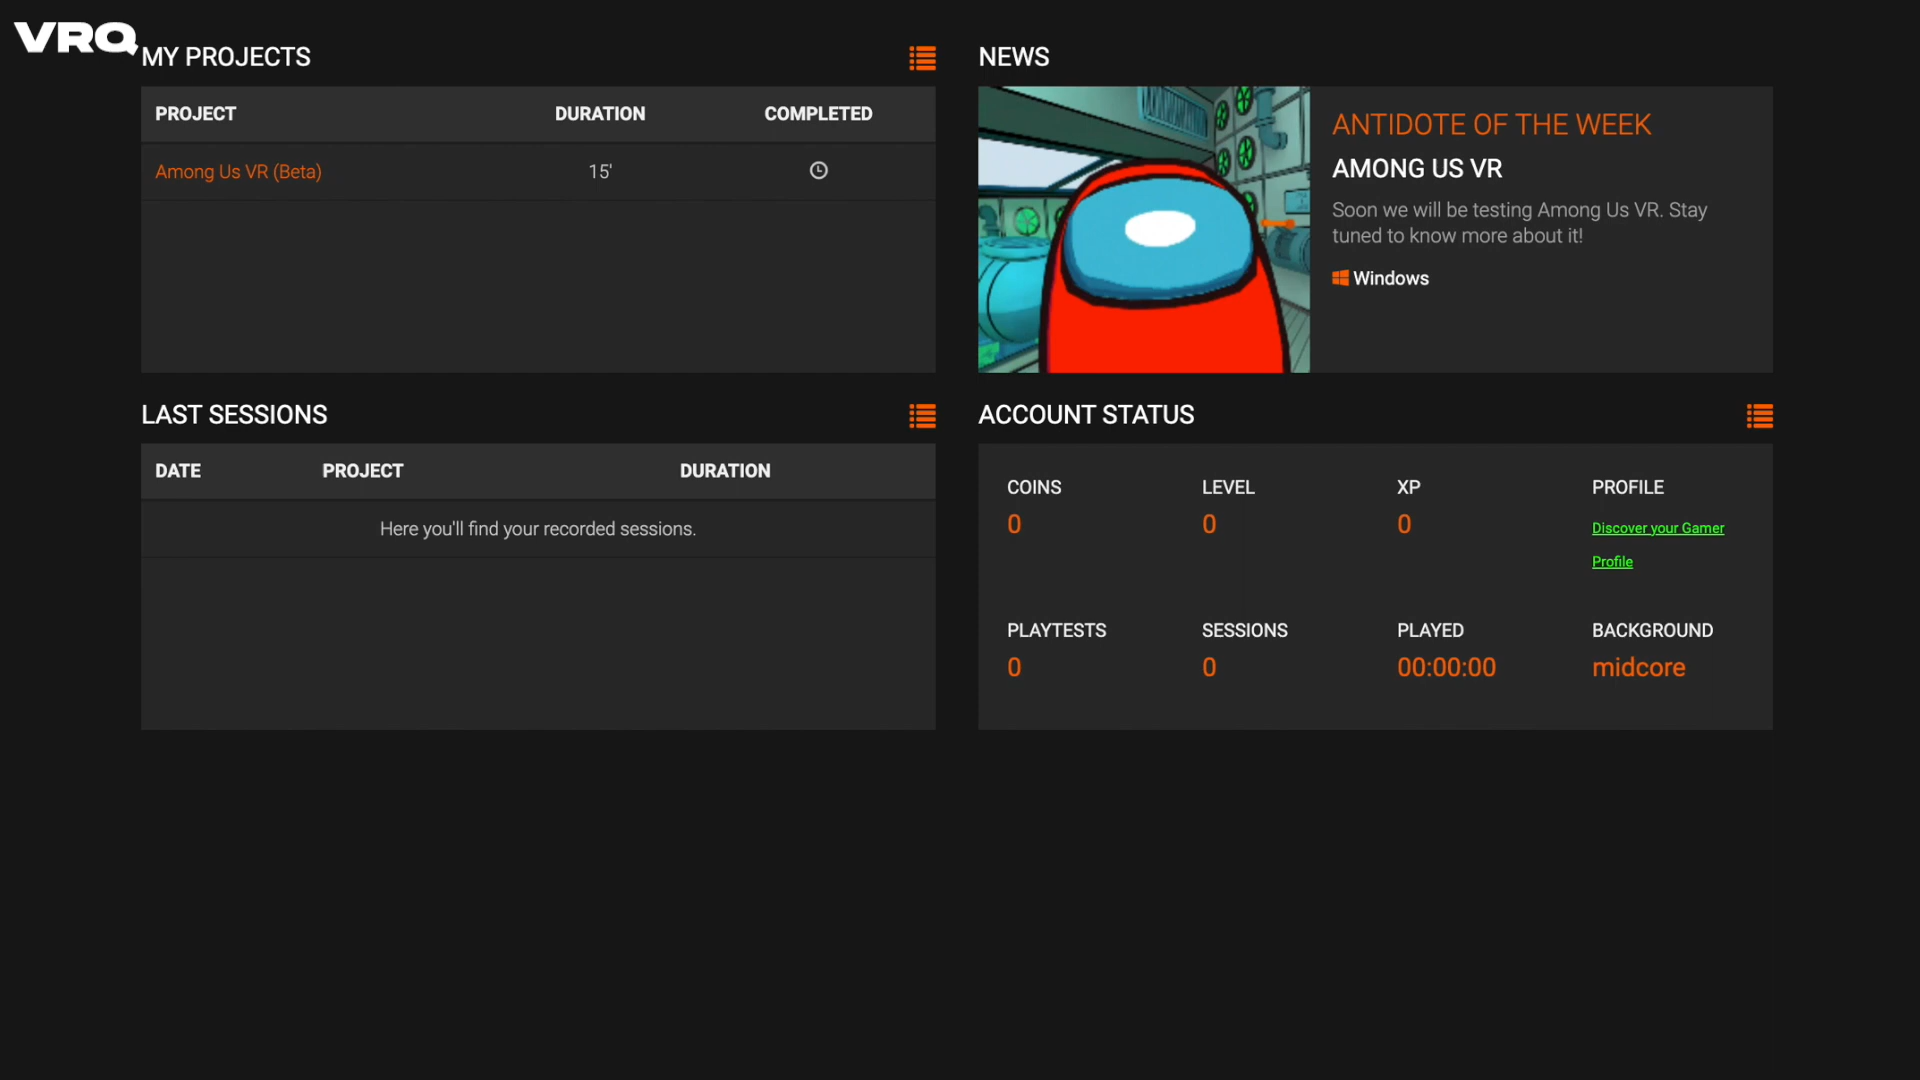 VRQ
MY PROJECTS
PROJECT DURATION COMPLETED
Among Us VR (Beta) 15'
NEWS
ANTIDOTE OF THE WEEK
AMONG US VR
Soon we will be testing Among Us VR. Stay
tuned to know more about it!
Windows
LAST SESSIONS
DATE PROJECT DURATION
Here you'll find your recorded sessions.
ACCOUNT STATUS
COINS LEVEL XP PROFILE
0 0 0 Discover your Gamer
Profile
PLAYTESTS SESSIONS PLAYED BACKGROUND
0 0 00:00:00 midcore